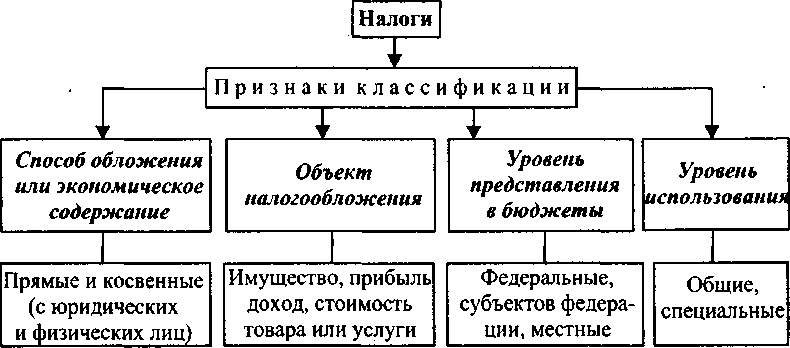 Налоги
Признаки классификации
Способ обложения
или экономическое
содержание
Объект
налогообложения
Уровень
представления
в бюджеты
Уровень
использования
Прямые и косвенные
(с юридических
и физических лиц)
Имущество, прибыль
доход, стоимость
товара или услуги
Федеральные,
субъектов федера-
ции, местные
Общие,
специальные